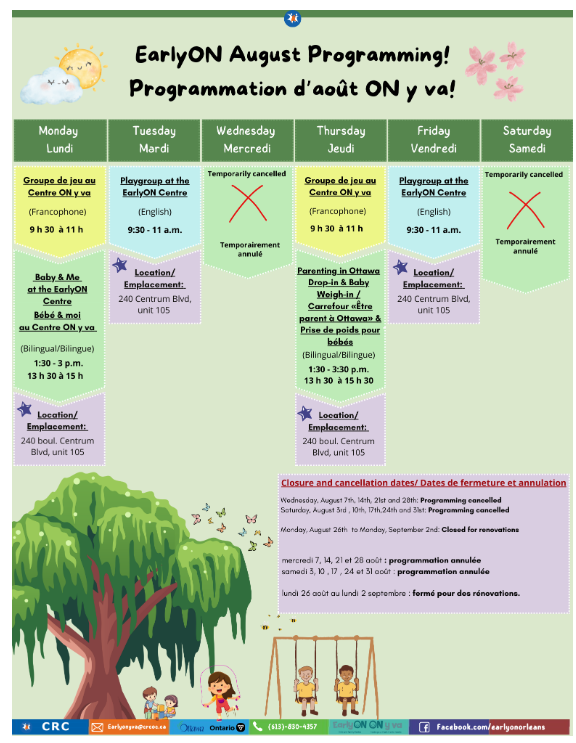 EarlyON August Programming!
Programmation d'août ON y va!
Monday
Lundi
Tuesday
Mardi
Wednesday
Mercredi
Thursday
Jeudi
Friday
Vendredi
Saturday
Samedi
Groupe de jeu au
Centre ON y va
(Francophone)
9 h 30 à 11 h
Baby & Me
at the EarlyON
Centre
Bébé & moi
au Centre ON y va
(Bilingual/Bilingue)
1:30 - 3 p.m.
13 h 30 à 15 h
Location/
Emplacement:
240 boul. Centrum
Blvd, unit 105
Playgroup at the
EarlyON Centre
(English)
9:30 - 11 a.m.
Location/
Emplacement:
240 Centrum Blvd,
unit 105
Temporarily cancelled
Temporairement
annulé
Groupe de jeu au
Centre ON y va
(Francophone)
9 h 30 à 11 h
Parenting in Ottawa
Drop-in & Baby
Weigh-in /
Carrefour «Être
parent à Ottawa» &
Prise de poids pour
bébés
(Bilingual/Bilingue)
1:30 - 3:30 p.m.
13 h 30 à 15 h 30
Location/
Emplacement:
240 boul. Centrum
Blvd, unit 105
Playgroup at the
EarlyON Centre
(English)
9:30 - 11 a.m.
Location/
Emplacement:
240 Centrum Blvd,
unit 105
Temporarily cancelled
Temporairement
annulé
Closure and cancellation dates/ Dates de fermeture et annulation
Wednesday, August 7th, 14th, 21st and 28th: Programming cancelled
Saturday, August 3rd , 10th, 17th,24th and 31st: Programming cancelled
Monday, August 26th to Monday, September 2nd: Closed for renovations
mercredi 7, 14, 21 et 28 août : programmation annulée
samedi 3, 10 , 17 , 24 et 31 août : programmation annulée
lundi 26 août au lundi 2 septembre : fermé pour des rénovations.
CRC
Earlyonyva@crcoc.ca
Ottawa
Ontario
(613)-830-4357
EarlyON ON y va
Facebook.com/earlyonorleans